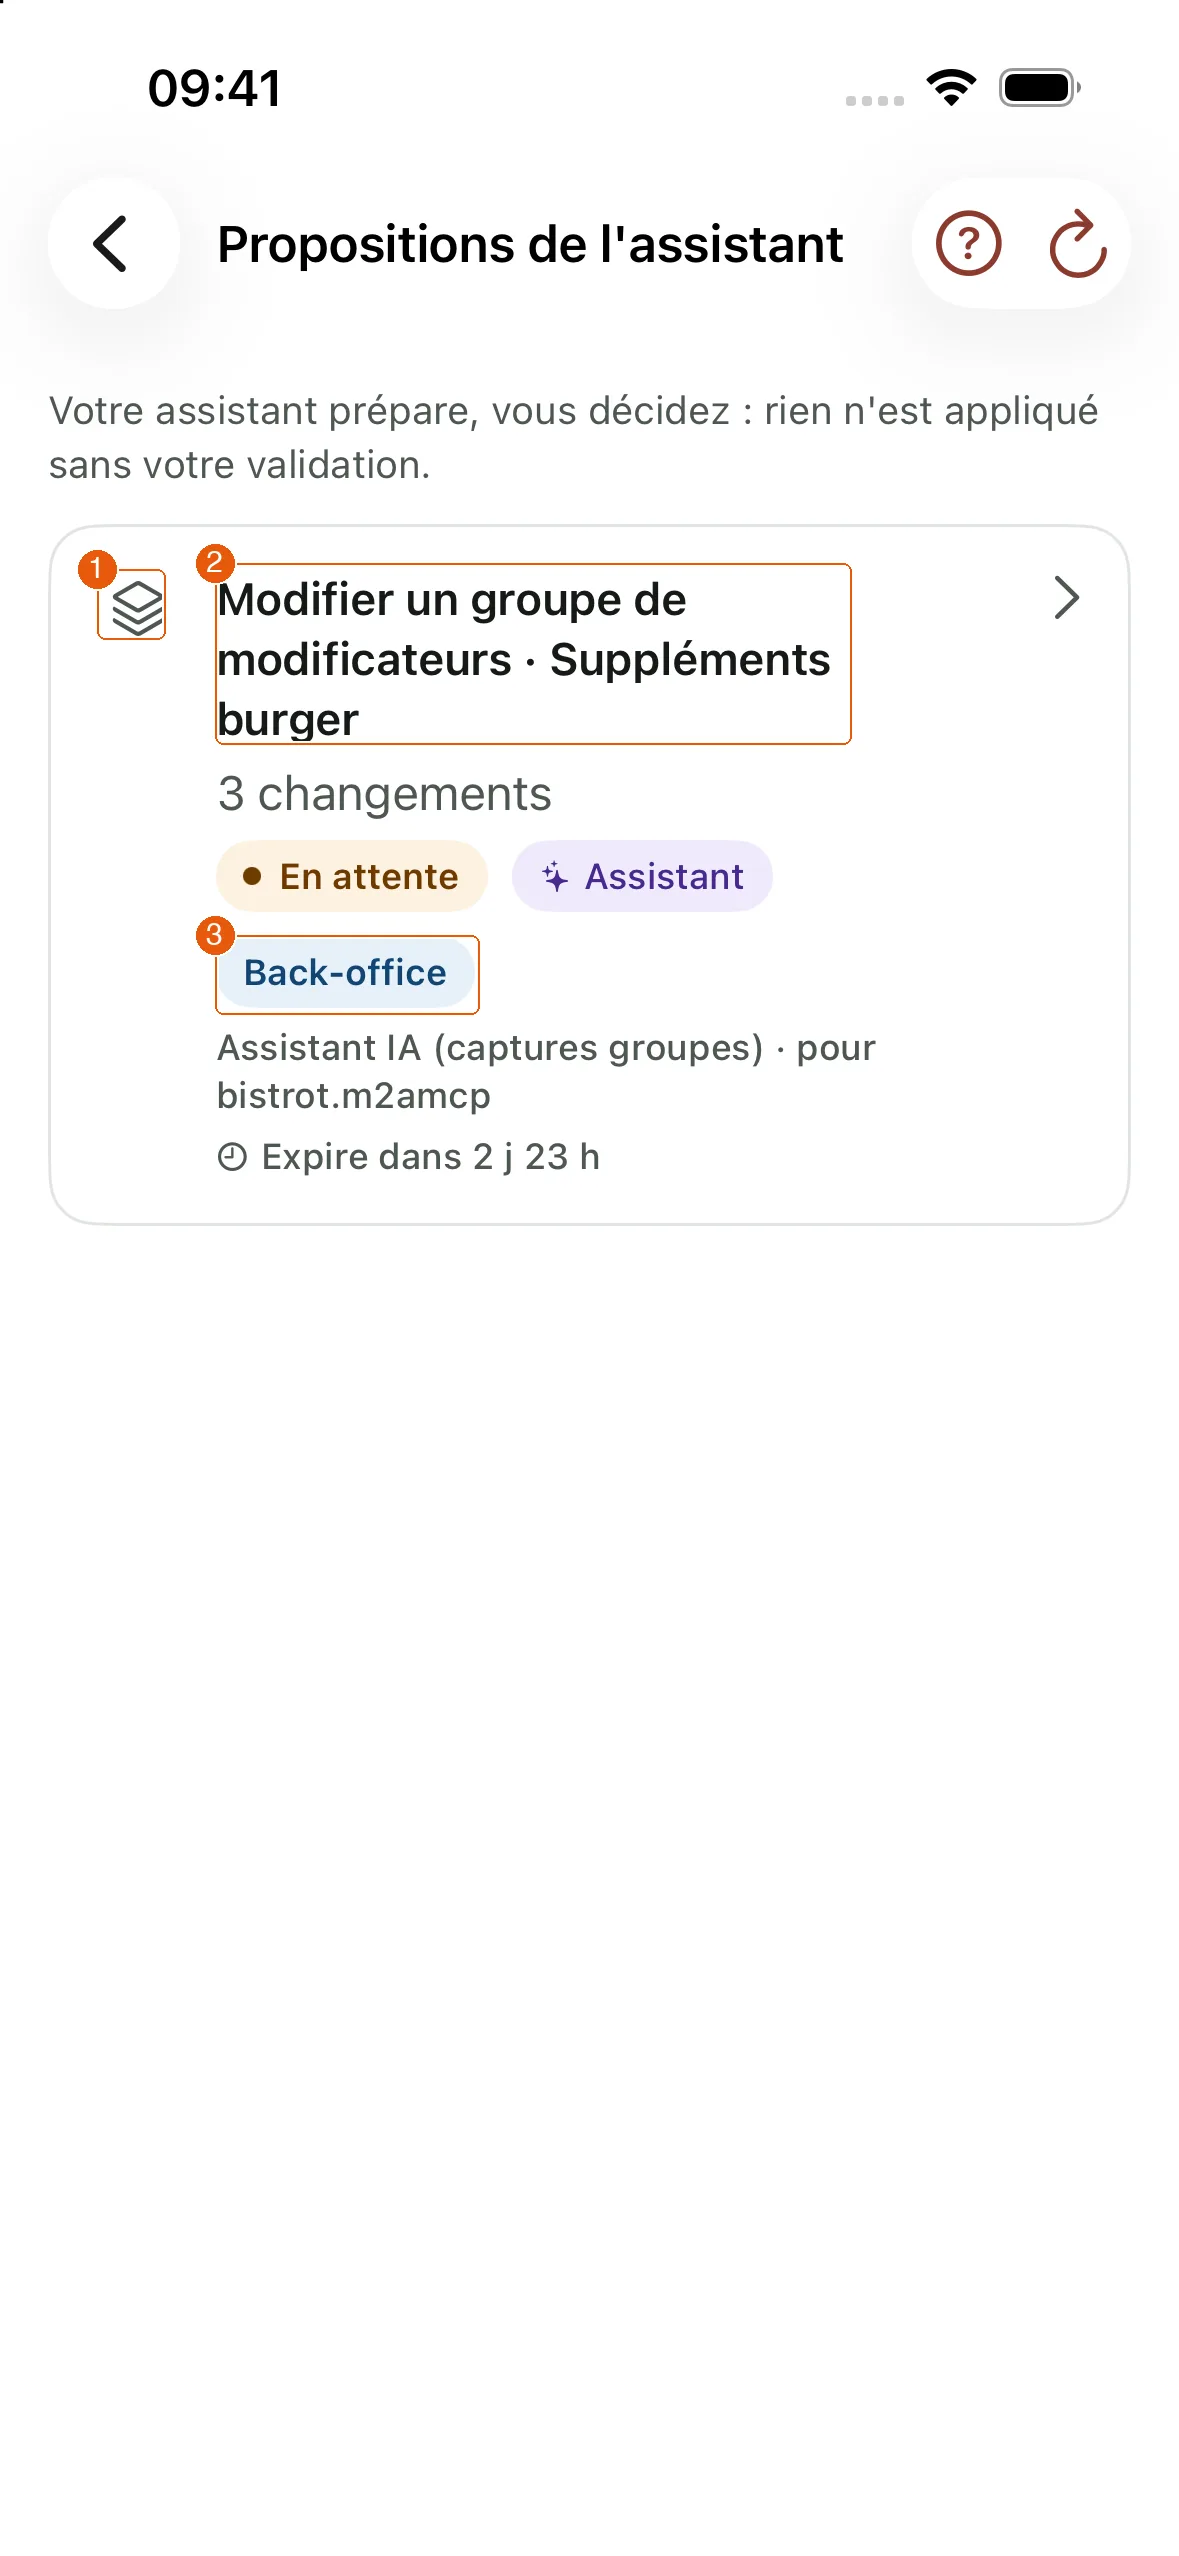 09:41
Propositions de l'assistant
?
Votre assistant prépare, vous décidez : rien n'est appliqué
sans votre validation.
1
2
Modifier un groupe de
modificateurs · Suppléments
burger
3 changements
En attente
Assistant
3
Back-office
Assistant IA (captures groupes) · pour
bistrot.m2amcp
Expire dans 2 j 23 h